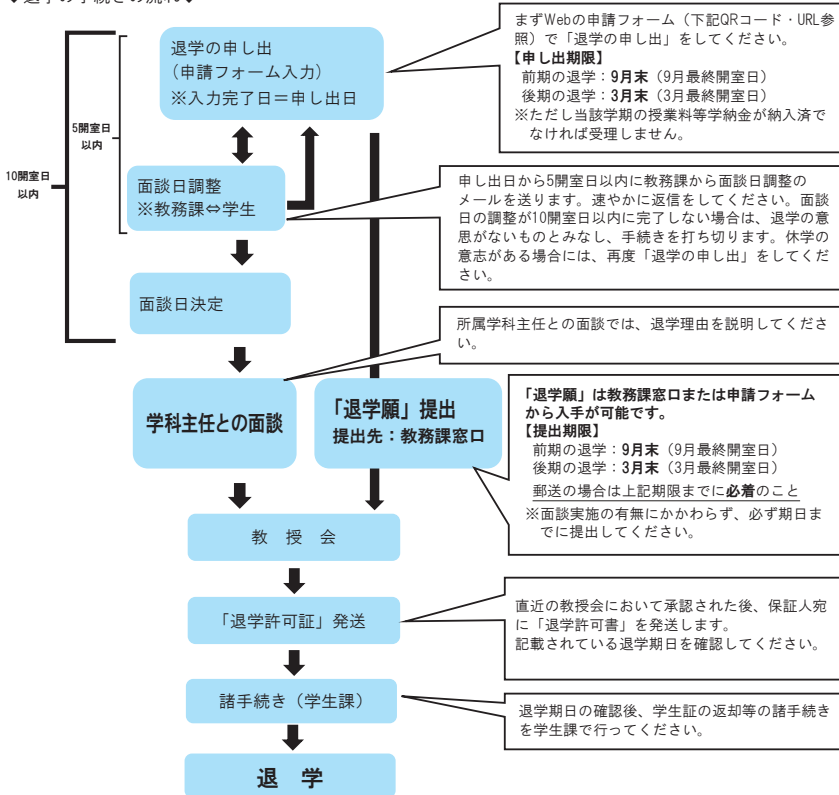 退学の申し出
(申請フォーム入力)
※入力完了日＝申し出日
まずWebの申請フォーム（下記QRコード・URL参
照）で「退学の申し出」をしてください。
【申し出期限】
前期の退学：9月末（9月最終開室日）
後期の退学：3月末（3月最終開室日）
※ただし当該学期の授業料等学納金が納入済で
なければ受理しません。
5開室日
以内
10開室日
以内
面談日調整
※教務課⇔学生
申し出日から5開室日以内に教務課から面談日調整の
メールを送ります。速やかに返信をしてください。面談
日の調整が10開室日以内に完了しない場合は、退学の意
思がないものとみなし、手続きを打ち切ります。休学の
意志がある場合には、再度「退学の申し出」をしてくだ
さい。
面談日決定
所属学科主任との面談では、退学理由を説明してくださ
い。
学科主任との面談
「退学願」提出
提出先：教務課窓口
「退学願」は教務課窓口または申請フォーム
から入手が可能です。
【提出期限】
前期の退学：9月末（9月最終開室日）
後期の退学：3月末（3月最終開室日）
郵送の場合は上記期限までに必着のこと
※面談実施の有無にかかわらず、必ず期日ま
でに提出してください。
教　授　会
「退学許可証」発送
直近の教授会において承認された後、保証人宛
に「退学許可書」を発送します。
記載されている退学期日を確認してください。
諸手続き（学生課）
退学期日の確認後、学生証の返却等の諸手続き
を学生課で行ってください。
退　学